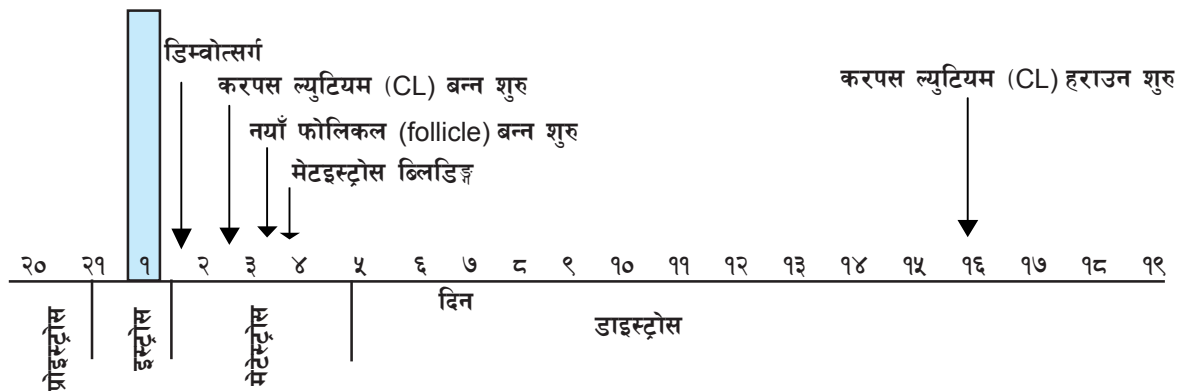 डिम्वोत्सर्ग
करपस ल्युटियम (CL) बन्न शुरु
करपस ल्युटियम (CL) हराउन शुरु
नयाँ फोलिकल (follicle) बन्न शुरु
मेटइस्ट्रोस ब्लिडिङ्ग
२० २१ १ २ ३ ४ ५ ६ ७ ८ ९ १० ११ १२ १३ १४ १५ १६ १७ १८ १९
दिन
प्रोइस्ट्रोस
इस्ट्रोस
मेटेस्ट्रोस
डाइस्ट्रोस